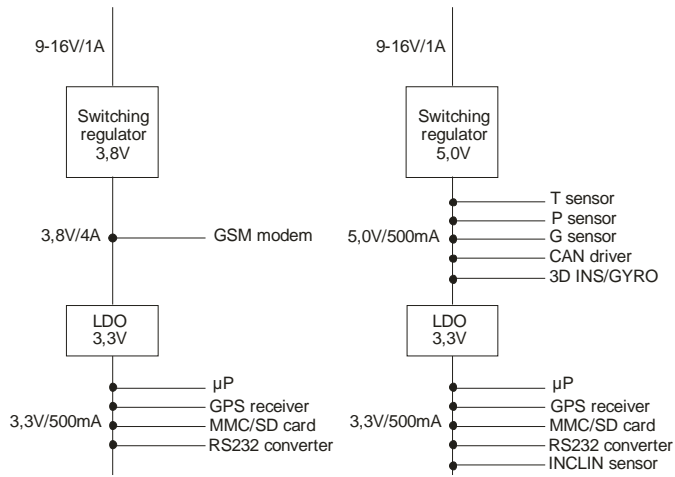 9-16V/1A
Switching
regulator
3,8V
3,8V/4A
GSM modem
LDO
3,3V
3,3V/500mA
µP
GPS receiver
MMC/SD card
RS232 converter
9-16V/1A
Switching
regulator
5,0V
5,0V/500mA
T sensor
P sensor
G sensor
CAN driver
3D INS/GYRO
LDO
3,3V
3,3V/500mA
µP
GPS receiver
MMC/SD card
RS232 converter
INCLIN sensor